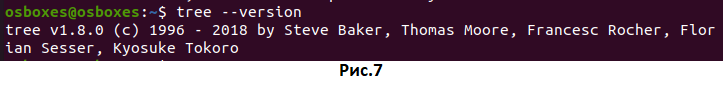 osboxes@osboxes:~$ tree --version
tree v1.8.0 (c) 1996 - 2018 by Steve Baker, Thomas Moore, Francesc Rocher, Flor
ian Sesser, Kyosuke Tokoro
Рис.7